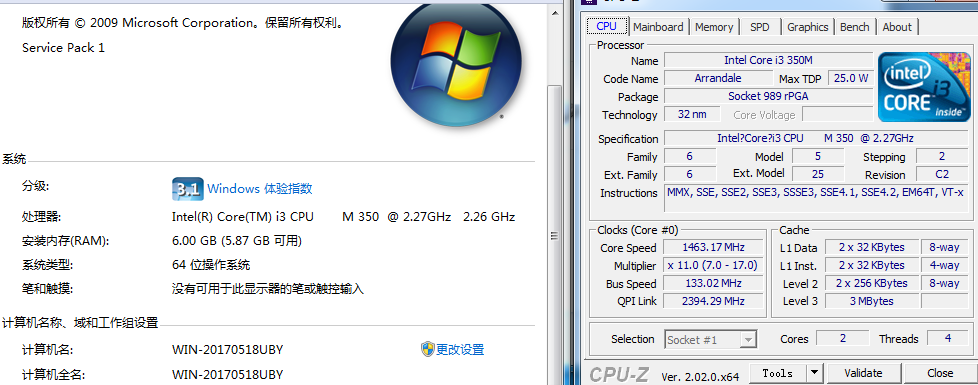 版权所有 © 2009 Microsoft Corporation。保留所有权利。
Service Pack 1
系统
分级:
3.1 Windows 体验指数
处理器:
Intel(R) Core(TM) i3 CPU M 350 @ 2.27GHz 2.26 GHz
安装内存(RAM):
6.00 GB (5.87 GB 可用)
系统类型:
64 位操作系统
笔和触摸:
没有可用于此显示器的笔或触控输入
计算机名称、域和工作组设置
计算机名:
WIN-20170518UBY
更改设置
计算机全名:
WIN-20170518UBY
CPU Mainboard Memory SPD Graphics Bench About
Processor
Name Intel Core i3 350M
Code Name Arrandale Max TDP 25.0 W
Package Socket 989 rPGA
Technology 32 nm Core Voltage
intel CORE i3 inside™
Specification Intel?Core?i3 CPU M 350 @ 2.27GHz
Family 6 Model 5 Stepping 2
Ext. Family 6 Ext. Model 25 Revision C2
Instructions MMX, SSE, SSE2, SSE3, SSSE3, SSE4.1, SSE4.2, EM64T, VT-x
Clocks (Core #0)
Core Speed 1463.17 MHz
Multiplier x 11.0 (7.0 - 17.0)
Bus Speed 133.02 MHz
QPI Link 2394.29 MHz
Cache
L1 Data 2 x 32 KBytes 8-way
L1 Inst. 2 x 32 KBytes 4-way
Level 2 2 x 256 KBytes 8-way
Level 3 3 MBytes
Selection Socket #1 Cores 2 Threads 4
CPU-Z Ver. 2.02.0.x64 Tools Validate Close